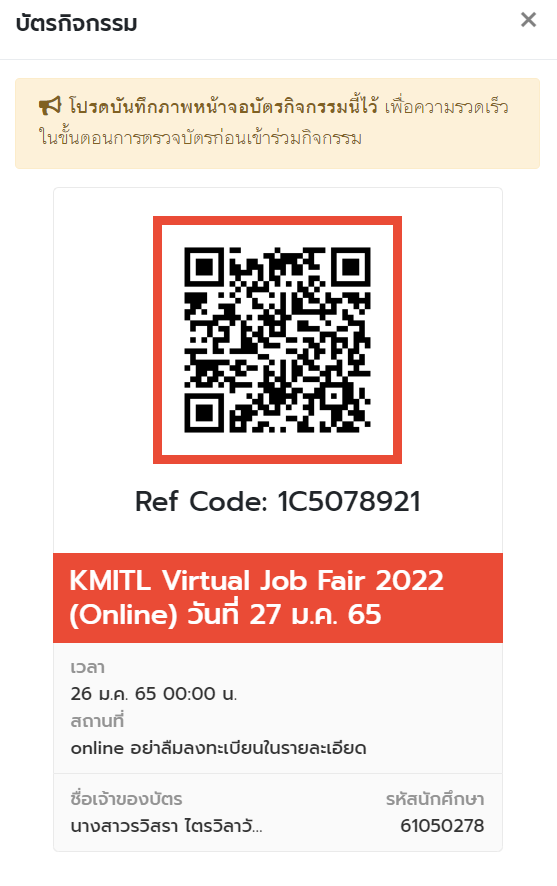 บัตรกิจกรรม
โปรดบันทึกภาพหน้าจอบัตรกิจกรรมนี้ไว้ เพื่อความรวดเร็ว
ในขั้นตอนการตรวจบัตรก่อนเข้าร่วมกิจกรรม
Ref Code: 1C5078921
KMITL Virtual Job Fair 2022
(Online) วันที่ 27 ม.ค. 65
เวลา
26 ม.ค. 65 00:00 น.
สถานที่
online อย่าลืมลงทะเบียนในรายละเอียด
ชื่อเจ้าของบัตร รหัสนักศึกษา
นางสาวรวิสรา ไตรวิลาวั... 61050278